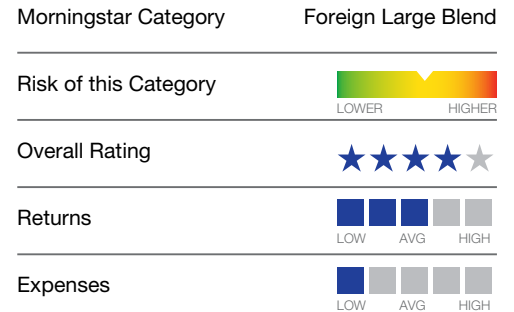 Morningstar Category Foreign Large Blend
Risk of this Category
LOWER HIGHER
Overall Rating
Returns
LOW AVG HIGH
Expenses
LOW AVG HIGH